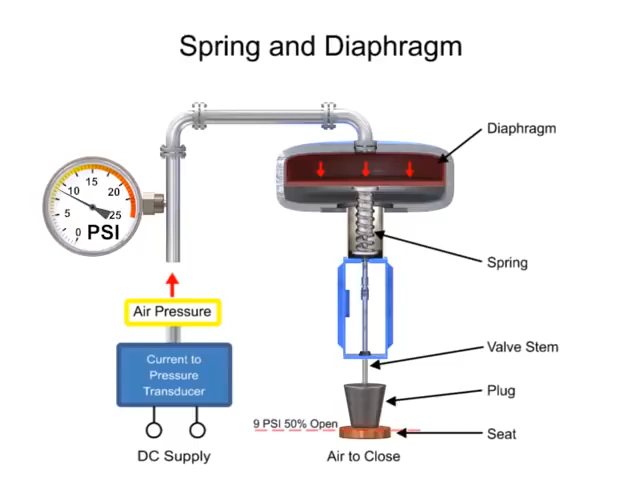 Spring and Diaphragm
Diaphragm
15
10
20
5
25
0
PSI
Spring
Air Pressure
Valve Stem
Current to
Pressure
Transducer
Plug
9 PSI 50% Open
Seat
DC Supply
Air to Close